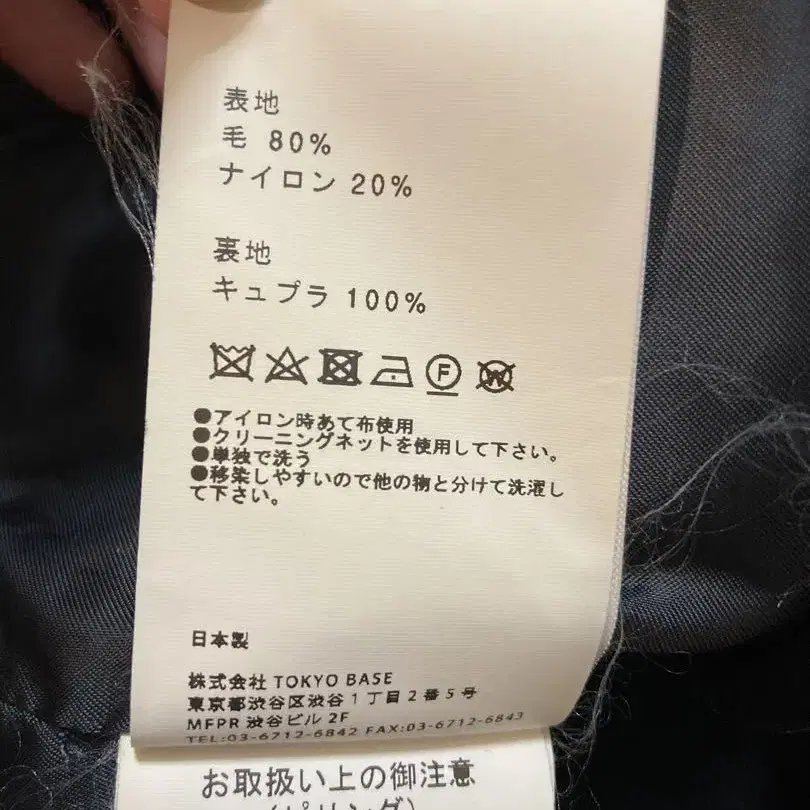 表地
毛 80%
ナイロン 20%
裏地
キュプラ 100%
F
W
●アイロン時あて布使用
●クリーニングネットを使用して下さい。
●単独で洗う
●移染しやすいので他の物と分けて洗濯し
て下さい。
日本製
株式会社 TOKYO BASE
東京都渋谷区渋谷1丁目2番5号
MFPR 渋谷ビル 2F
TEL:03-6712-6842 FAX:03-6712-6843
お取扱い上の御注意
(ピリング)